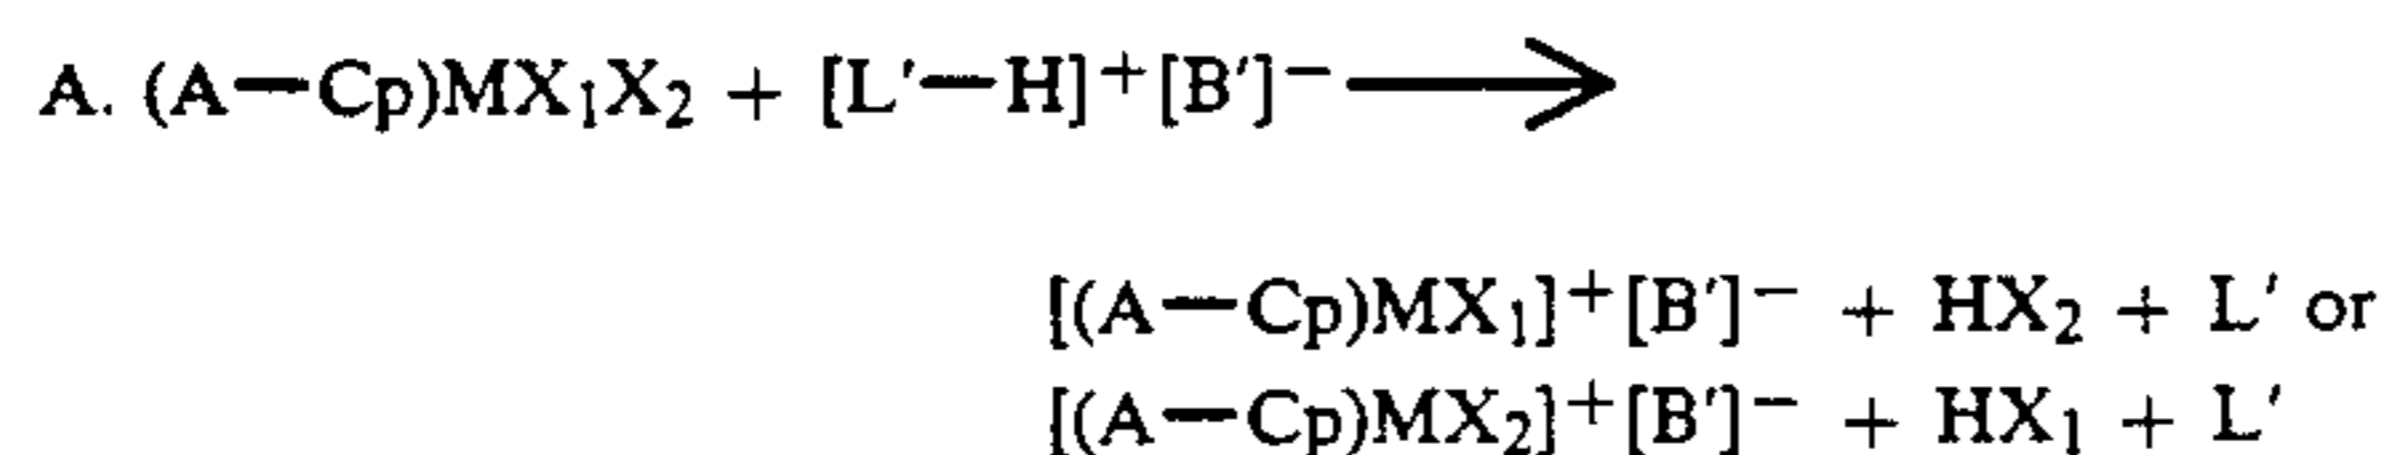 A. (A—Cp)MX₁X₂ + [L'—H]⁺[B']⁻ ⟶
[(A—Cp)MX₁]⁺[B']⁻ + HX₂ + L' or
[(A—Cp)MX₂]⁺[B']⁻ + HX₁ + L'